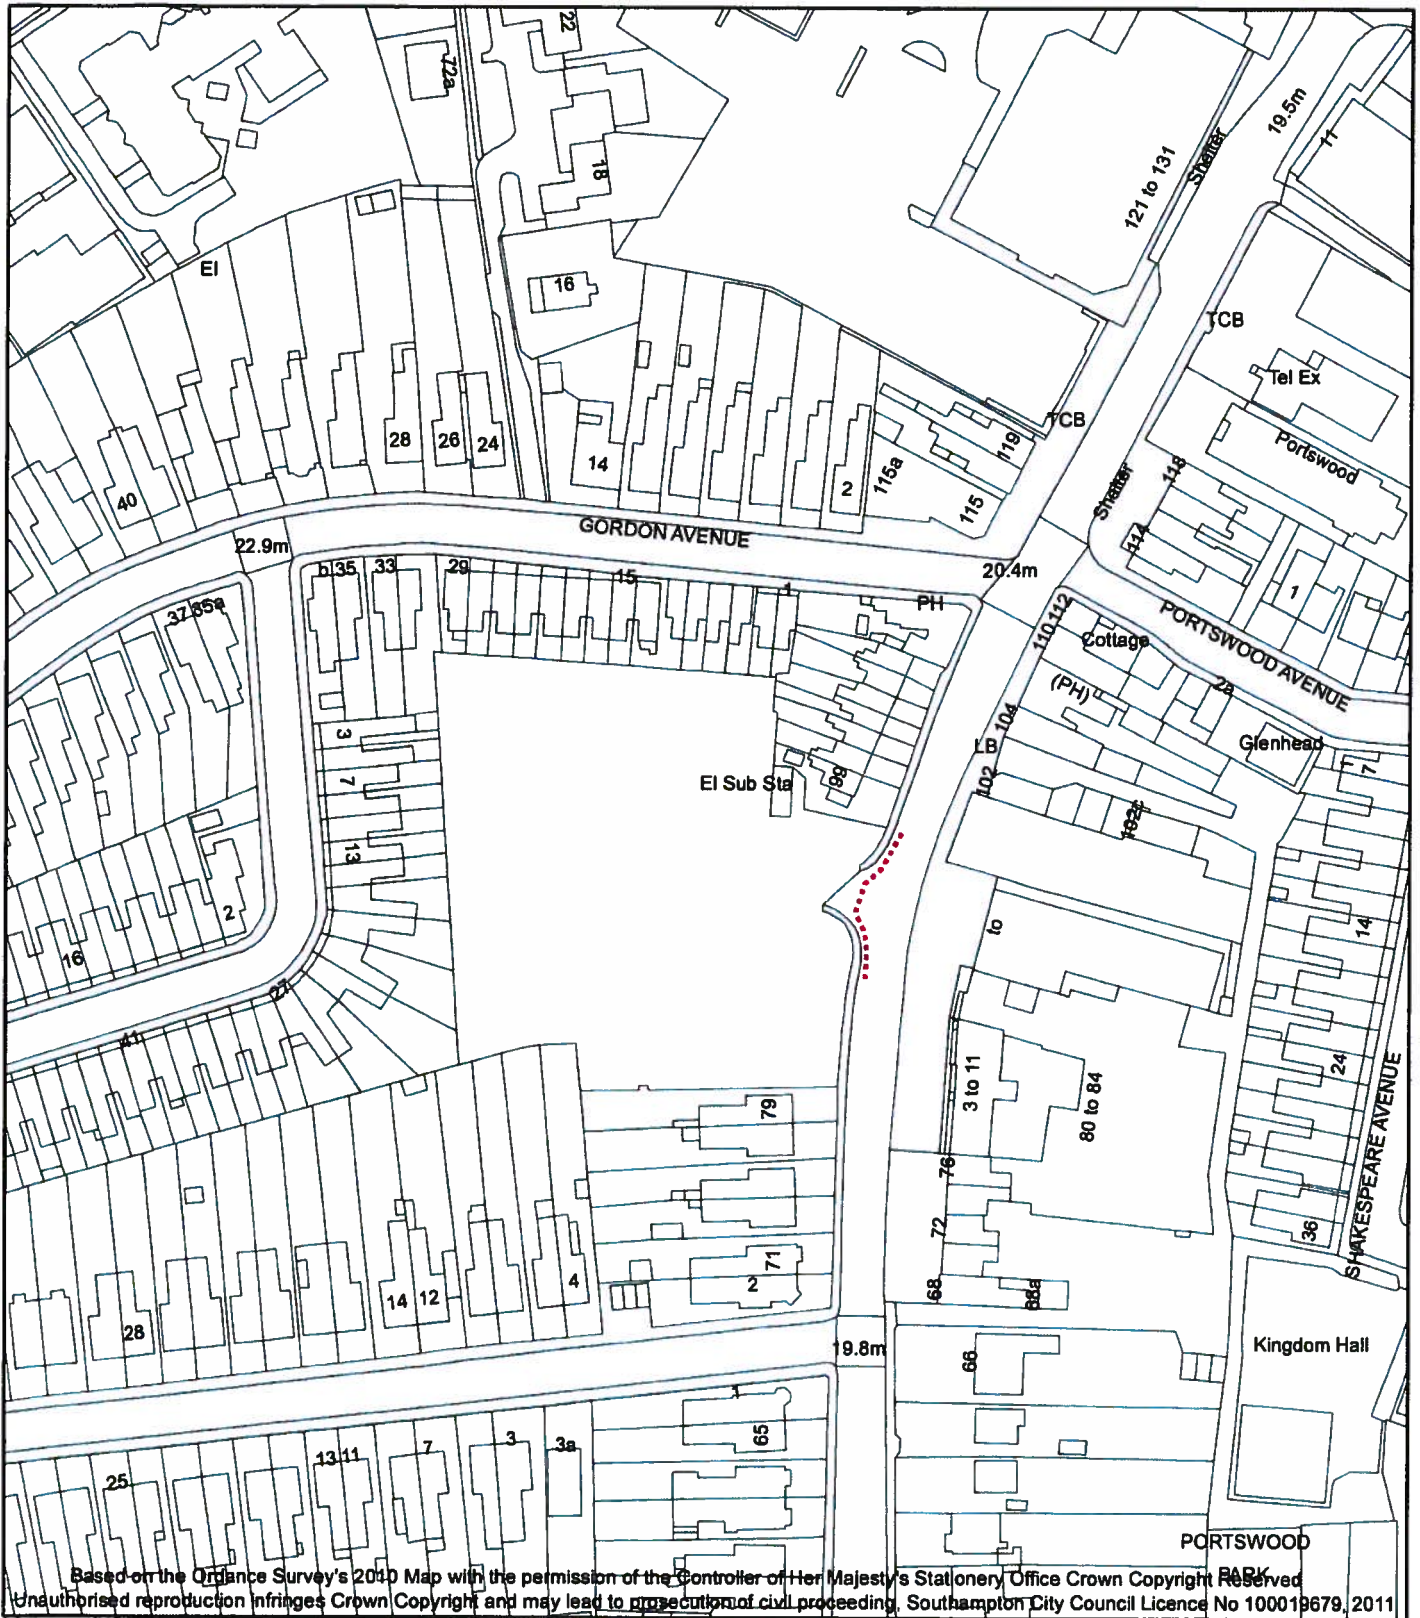 22
72a
19.5m
11
Shelter
121 to 131
18
El
16
TCB
Tel Ex
TCB
Portswood
28
26
24
14
119
115a
2
115
118
Shelter
114
40
GORDON AVENUE
22.9m
20.4m
b 35
33
29
15
1
1
37
35a
PH
110
112
Cottage
PORTSWOOD AVENUE
(PH)
2a
104
LB
Glenhead
3
7
7
El Sub Sta
99
102
102c
13
2
14
to
16
27
41
24
3 to 11
80 to 84
79
76
SHAKESPEARE AVENUE
72
36
71
2
4
14
12
68
68a
28
19.8m
66
Kingdom Hall
1
65
3
3a
7
13
11
25
PORTSWOOD
PARK
Based on the Ordance Survey's 2010 Map with the permission of the Controller of Her Majesty's Stationery Office Crown Copyright Reserved
Unauthorised reproduction infringes Crown Copyright and may lead to prosecution of civil proceeding, Southampton City Council Licence No 100019679, 2011